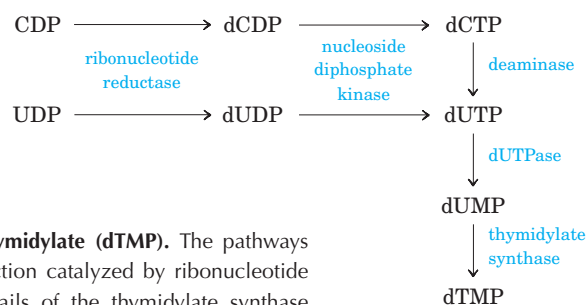 CDP dCDP dCTP
ribonucleotide
reductase
nucleoside
diphosphate
kinase
deaminase
UDP dUDP dUTP
dUTPase
dUMP
thymidylate
synthase
dTMP
ymidylate (dTMP). The pathways
ction catalyzed by ribonucleotide
ails of the thymidylate synthase